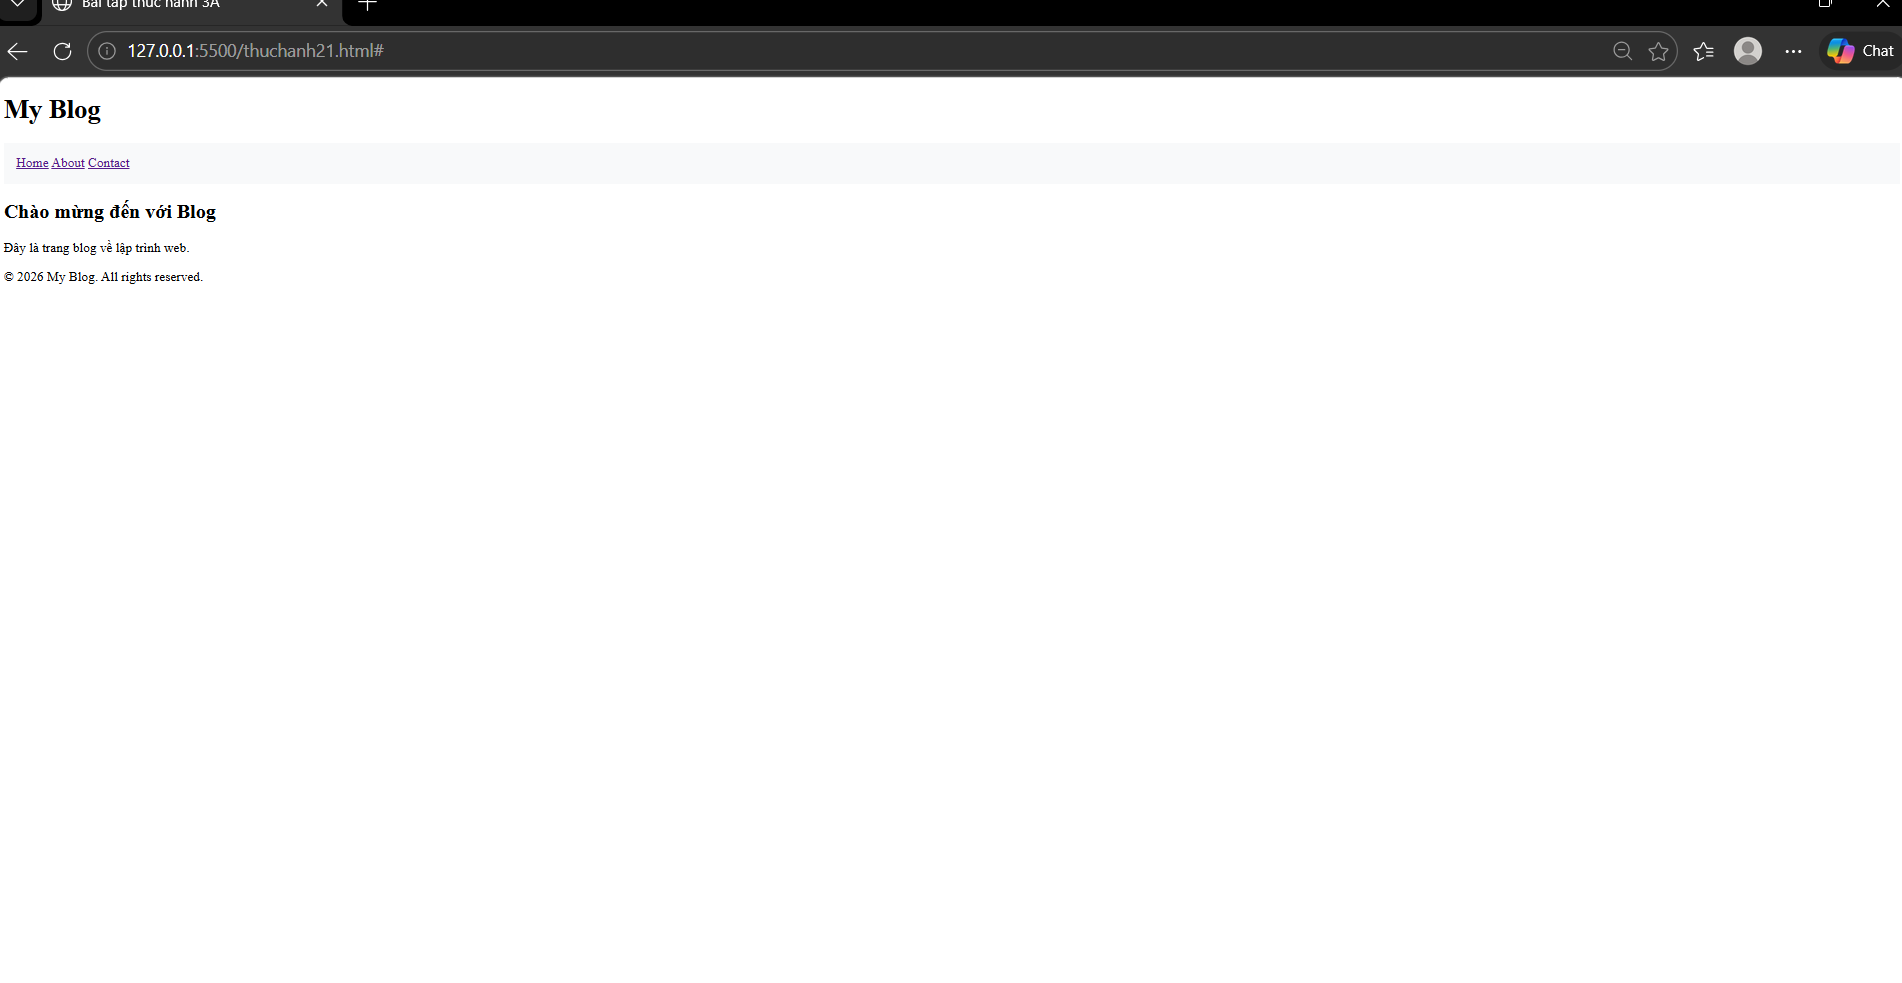 Bài tập thực hành 3A
127.0.0.1:5500/thuchanh21.html#
Chat
My Blog
Home About Contact
Chào mừng đến với Blog
Đây là trang blog về lập trình web.
© 2026 My Blog. All rights reserved.